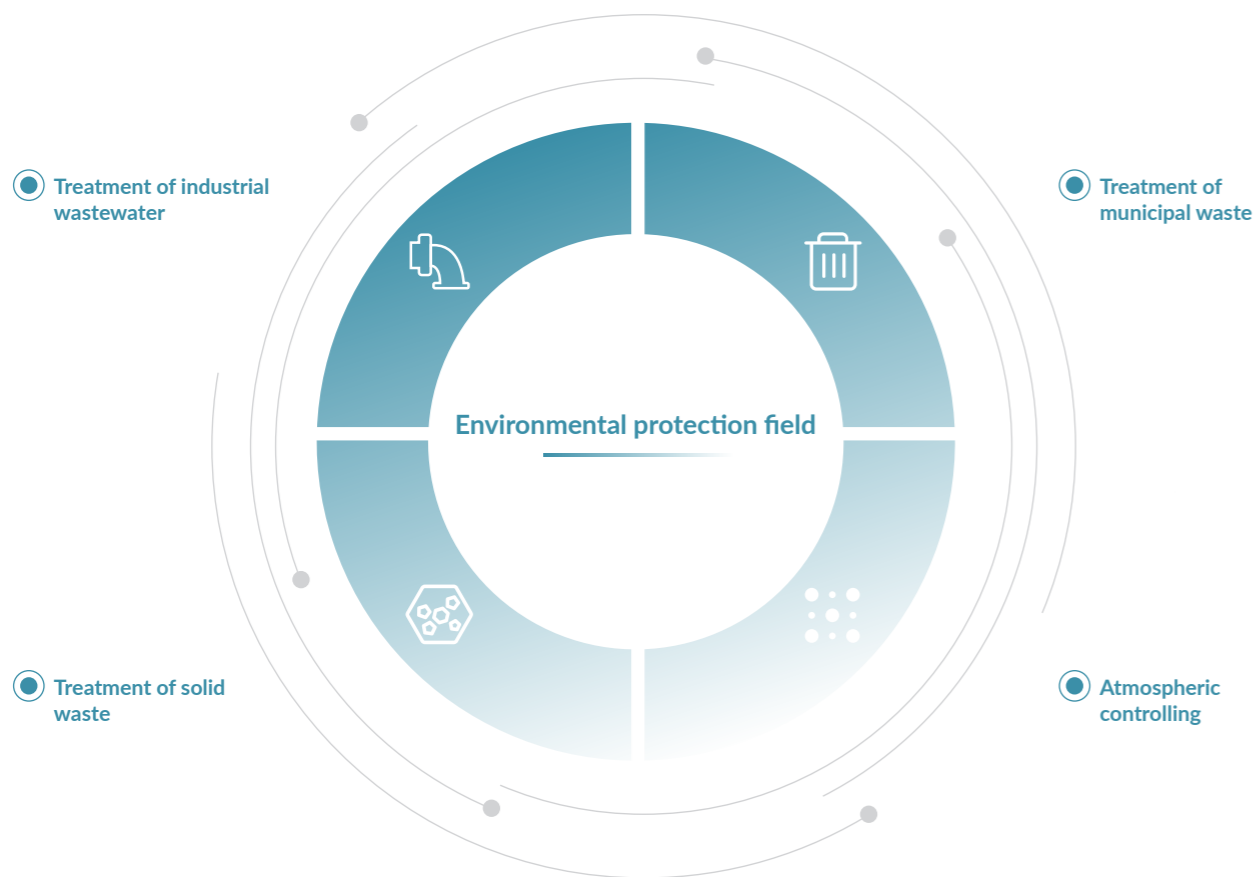 Treatment of industrial
wastewater
Treatment of
municipal waste
Environmental protection field
Treatment of solid
waste
Atmospheric
controlling